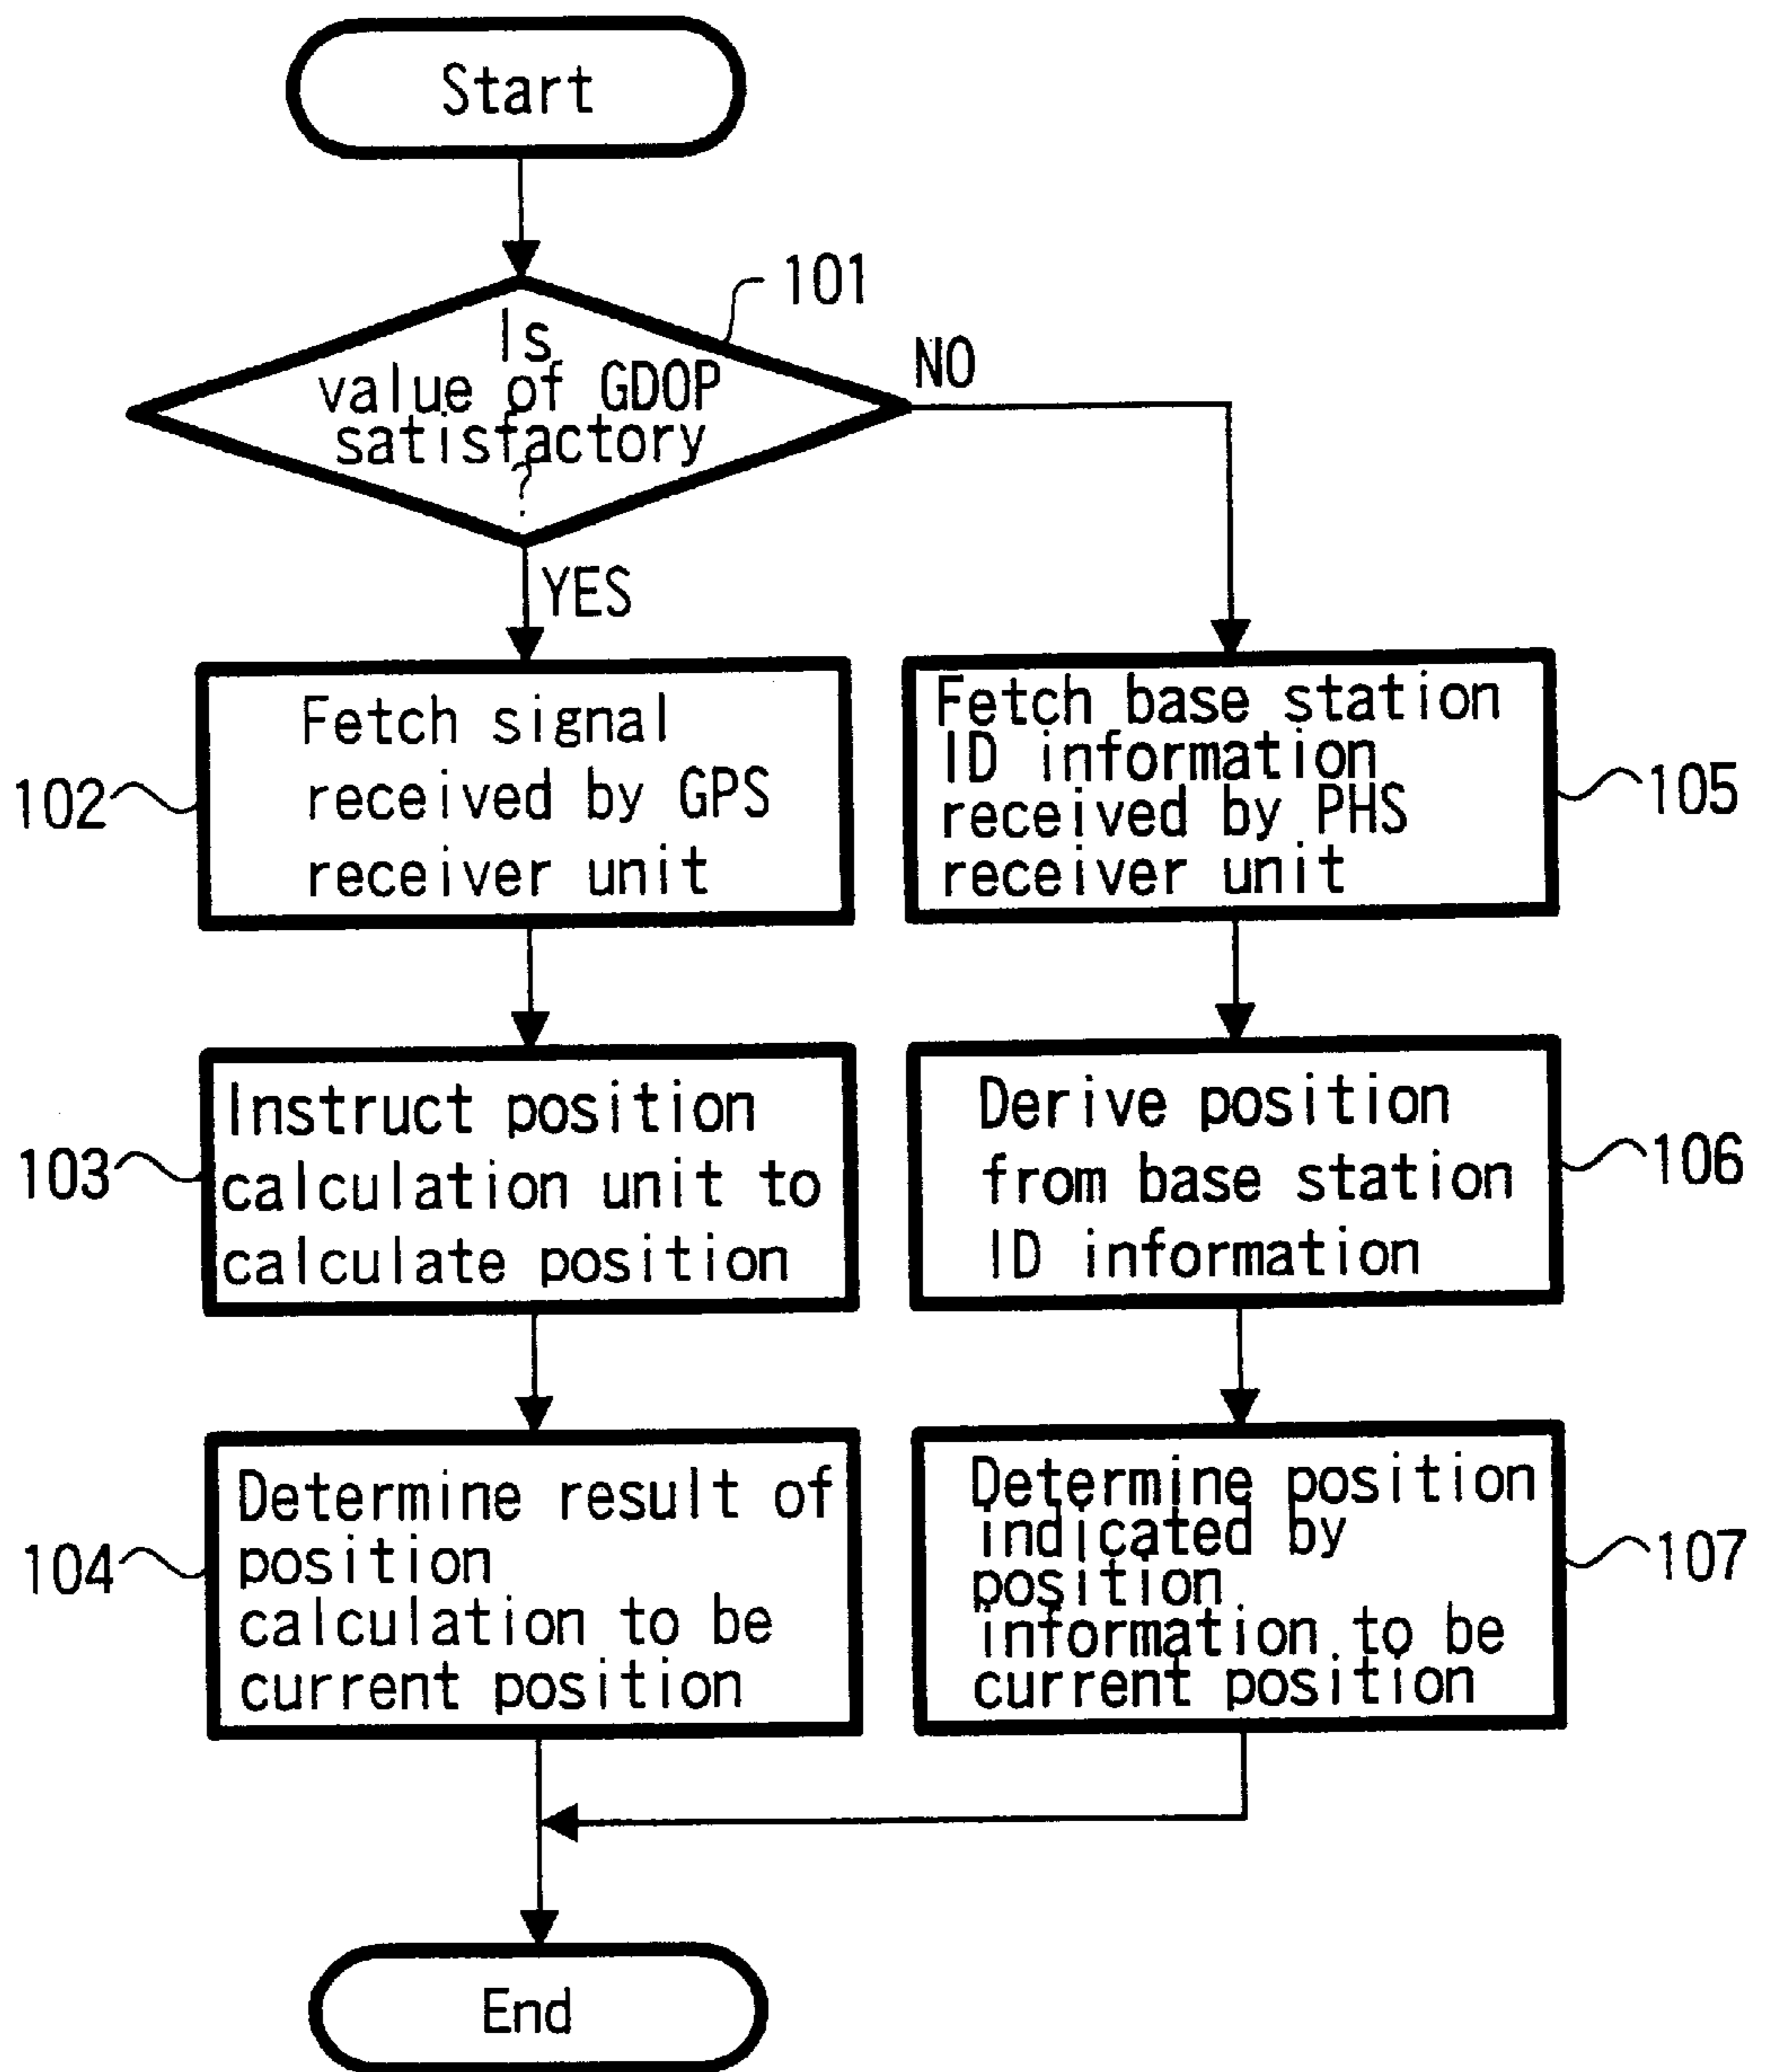 Start
101
Is
value of GDOP
satisfactory
?
NO
YES
102
Fetch signal
received by GPS
receiver unit
Fetch base station
ID information
received by PHS
receiver unit
105
103
Instruct position
calculation unit to
calculate position
Derive position
from base station
ID information
106
104
Determine result of
position
calculation to be
current position
Determine position
indicated by
position
information to be
current position
107
End